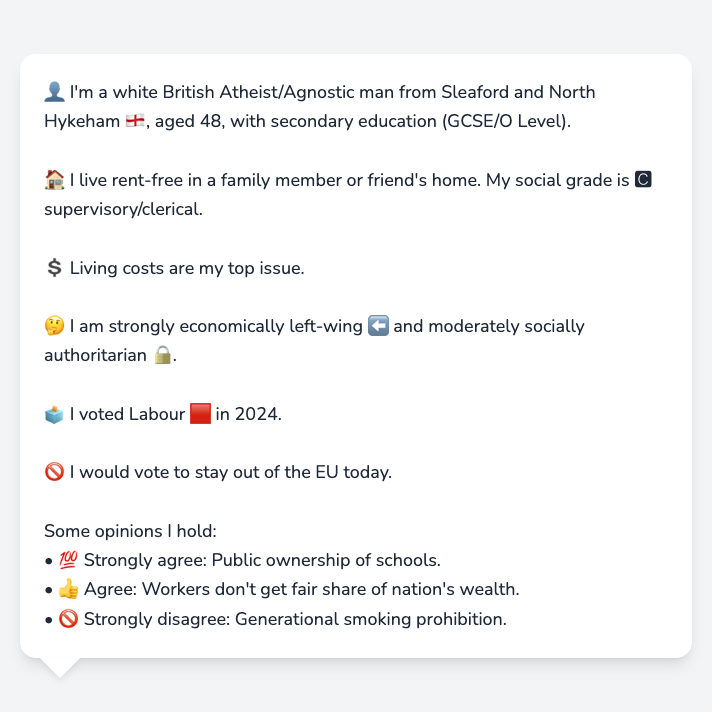 👤 I'm a white British Atheist/Agnostic man from Sleaford and North
Hykeham 🏴󠁧󠁢󠁥󠁮󠁧󠁿, aged 48, with secondary education (GCSE/O Level).
🏠 I live rent-free in a family member or friend's home. My social grade is 🅲
supervisory/clerical.
💲 Living costs are my top issue.
🤔 I am strongly economically left-wing ⬅️ and moderately socially
authoritarian 🔒.
🗳️ I voted Labour 🟥 in 2024.
🚫 I would vote to stay out of the EU today.
Some opinions I hold:
• 💯 Strongly agree: Public ownership of schools.
• 👍 Agree: Workers don't get fair share of nation's wealth.
• 🚫 Strongly disagree: Generational smoking prohibition.